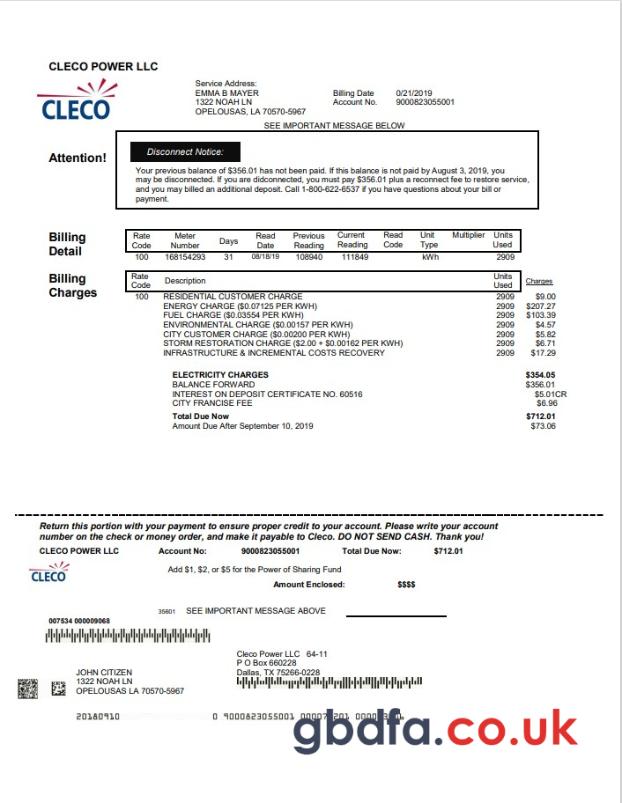 CLECO POWER LLC
CLECO
Service Address:
EMMA B MAYER
1322 NOAH LN
OPELOUSAS, LA 70570-5967
Billing Date 0/21/2019
Account No. 9000823055001
SEE IMPORTANT MESSAGE BELOW
Attention!
Disconnect Notice:
Your previous balance of $356.01 has not been paid. If this balance is not paid by August 3, 2019, you
may be disconnected. If you are didconnected, you must pay $356.01 plus a reconnect fee to restore service,
and you may billed an additional deposit. Call 1-800-622-6537 if you have questions about your bill or
payment.
Billing
Detail
Rate Code Meter Number Days Read Date Previous Reading Current Reading Read Code Unit Type Multiplier Units Used
100 168154293 31 08/18/19 108940 111849 kWh 2909
Billing
Charges
Rate Code Description Units Used Charges
100 RESIDENTIAL CUSTOMER CHARGE 2909 $9.00
ENERGY CHARGE ($0.07125 PER KWH) 2909 $207.27
FUEL CHARGE ($0.03554 PER KWH) 2909 $103.39
ENVIRONMENTAL CHARGE ($0.00157 PER KWH) 2909 $4.57
CITY CUSTOMER CHARGE ($0.00200 PER KWH) 2909 $5.82
STORM RESTORATION CHARGE ($2.00 + $0.00162 PER KWH) 2909 $6.71
INFRASTRUCTURE & INCREMENTAL COSTS RECOVERY 2909 $17.29
ELECTRICITY CHARGES $354.05
BALANCE FORWARD $356.01
INTEREST ON DEPOSIT CERTIFICATE NO. 60516 $5.01CR
CITY FRANCISE FEE $6.96
Total Due Now $712.01
Amount Due After September 10, 2019 $73.06
Return this portion with your payment to ensure proper credit to your account. Please write your account
number on the check or money order, and make it payable to Cleco. DO NOT SEND CASH. Thank you!
CLECO POWER LLC Account No: 9000823055001 Total Due Now: $712.01
CLECO
Add $1, $2, or $5 for the Power of Sharing Fund
Amount Enclosed: $$$$
35801 SEE IMPORTANT MESSAGE ABOVE
007534 000009068
Cleco Power LLC 64-11
P O Box 660228
Dallas, TX 75266-0228
JOHN CITIZEN
1322 NOAH LN
OPELOUSAS LA 70570-5967
20180910 0 9000823055001
gbdfa.co.uk